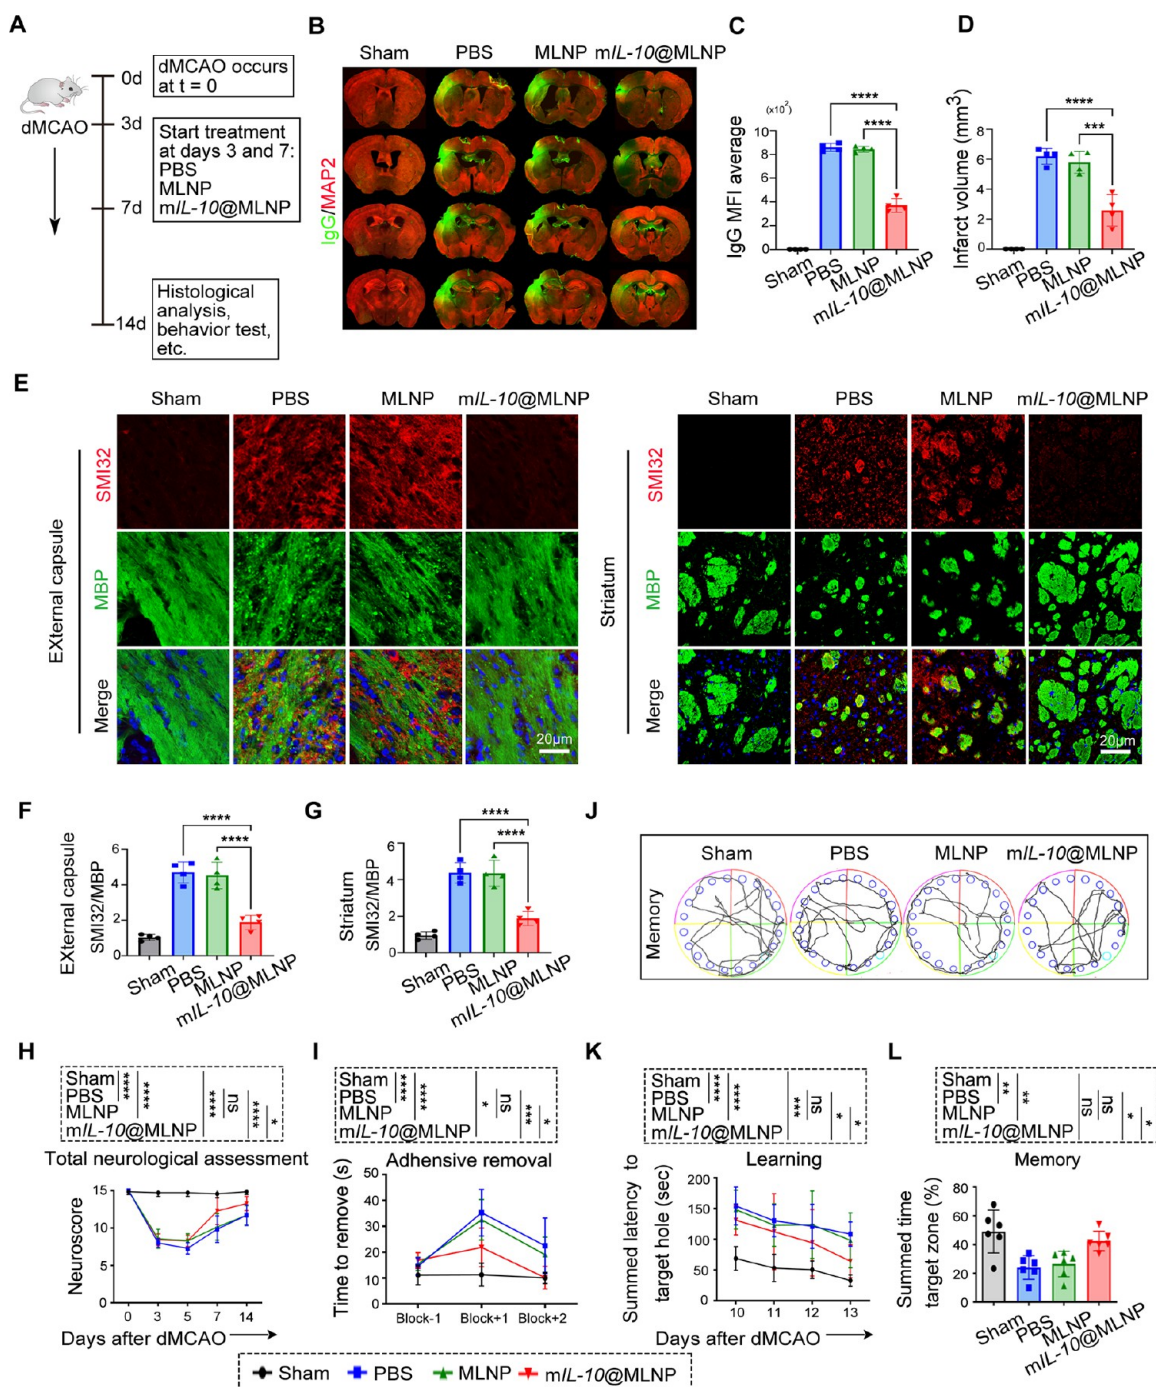 A
0d
dMCAO occurs
at t = 0
dMCAO
3d
Start treatment
at days 3 and 7:
PBS
MLNP
mIL-10@MLNP
7d
Histological
analysis,
behavior test,
etc.
14d
B
Sham PBS MLNP mIL-10@MLNP
IgG/MAP2
C
(x10²)
****
****
IgG MFI average
10
8
6
4
2
0
Sham
PBS
MLNP
mIL-10@MLNP
D
****
***
Infarct volume (mm³)
8
6
4
2
0
Sham
PBS
MLNP
mIL-10@MLNP
E
Sham PBS MLNP mIL-10@MLNP
EXternal capsule
SMI32
MBP
Merge
20μm
Sham PBS MLNP mIL-10@MLNP
Striatum
SMI32
MBP
Merge
20μm
F
****
****
EXternal capsule
SMI32/MBP
6
4
2
0
Sham
PBS
MLNP
mIL-10@MLNP
G
****
****
Striatum
SMI32/MBP
6
4
2
0
Sham
PBS
MLNP
mIL-10@MLNP
J
Sham PBS MLNP mIL-10@MLNP
Memory
H
Sham
PBS
MLNP
mIL-10@MLNP
**** **** **** ns **** *
Total neurological assessment
Neuroscore
15
10
5
0
0 3 5 7 14
Days after dMCAO
I
Sham
PBS
MLNP
mIL-10@MLNP
**** **** * ns *** *
Adhesive removal
Time to remove (s)
50
40
30
20
10
0
Block-1 Block+1 Block+2
K
Sham
PBS
MLNP
mIL-10@MLNP
**** **** *** ns * *
Learning
Summed latency to
target hole (sec)
200
150
100
50
0
10 11 12 13
Days after dMCAO
L
Sham
PBS
MLNP
mIL-10@MLNP
** ** ns ns * *
Memory
Summed time
target zone (%)
80
60
40
20
0
Sham
PBS
MLNP
mIL-10@MLNP
Sham PBS MLNP mIL-10@MLNP